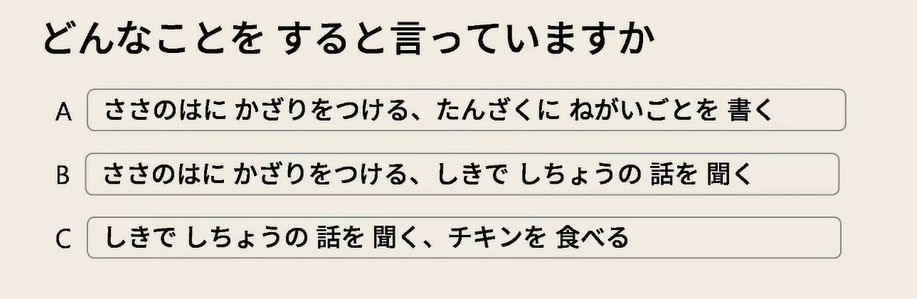 どんなことを すると言っていますか
A ささのはに かざりをつける、たんざくに ねがいごとを 書く
B ささのはに かざりをつける、しきで しちょうの 話を 聞く
C しきで しちょうの 話を 聞く、チキンを 食べる